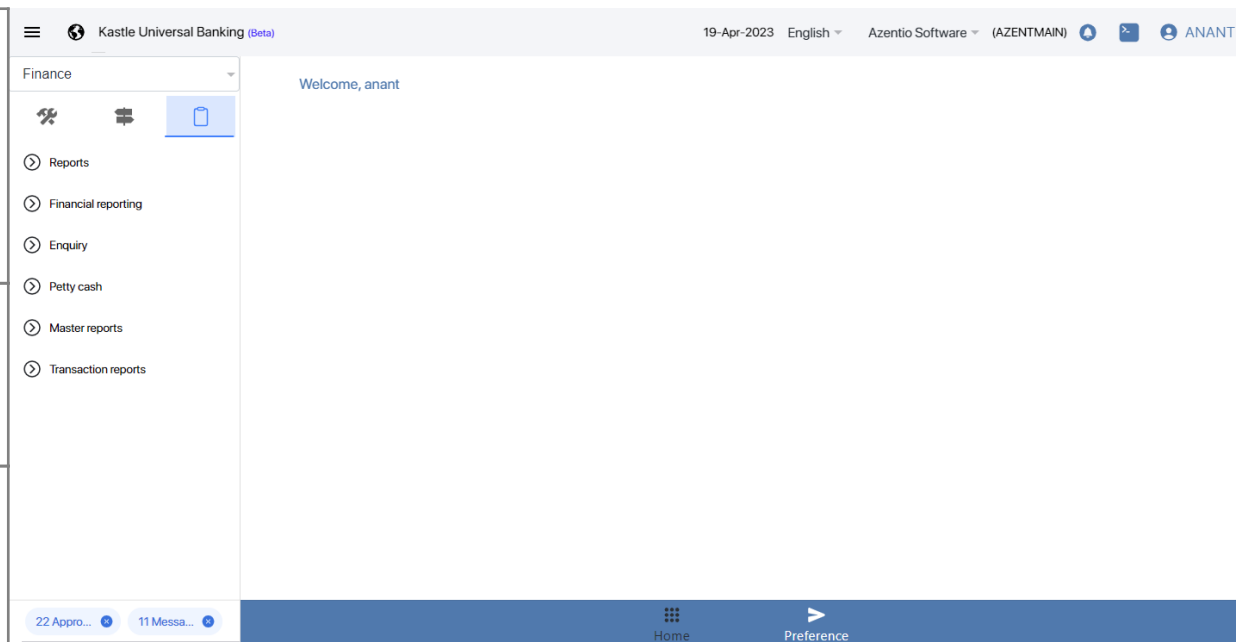 Kastle Universal Banking (Beta)
19-Apr-2023 English Azentio Software (AZENTMAIN) ANANT
Finance
Welcome, anant
Reports
Financial reporting
Enquiry
Petty cash
Master reports
Transaction reports
22 Appro... 11 Messa...
Home Preference